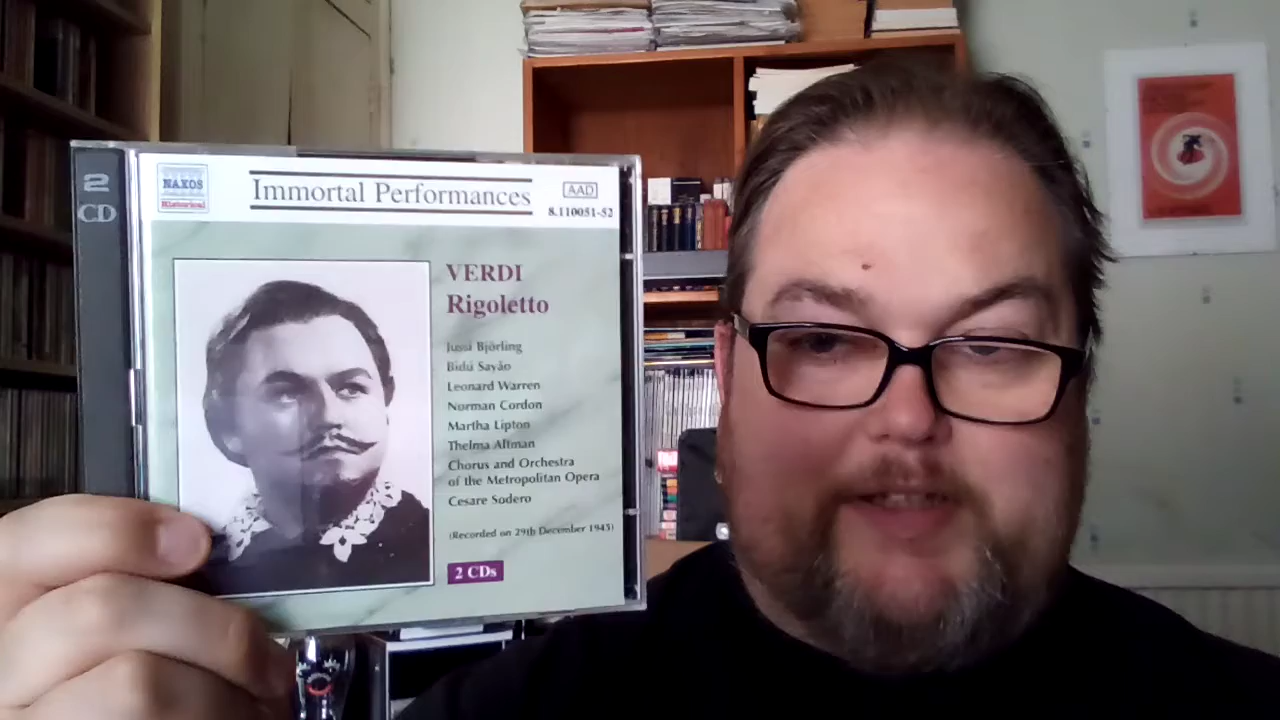 2
CD
NAXOS
Historical
Immortal Performances
AAD
8.110051-52
VERDI
Rigoletto
Jussi Björling
Bidú Sayão
Leonard Warren
Norman Cordon
Martha Lipton
Thelma Altman
Chorus and Orchestra
of the Metropolitan Opera
Cesare Sodero
(Recorded on 29th December 1945)
2 CDs